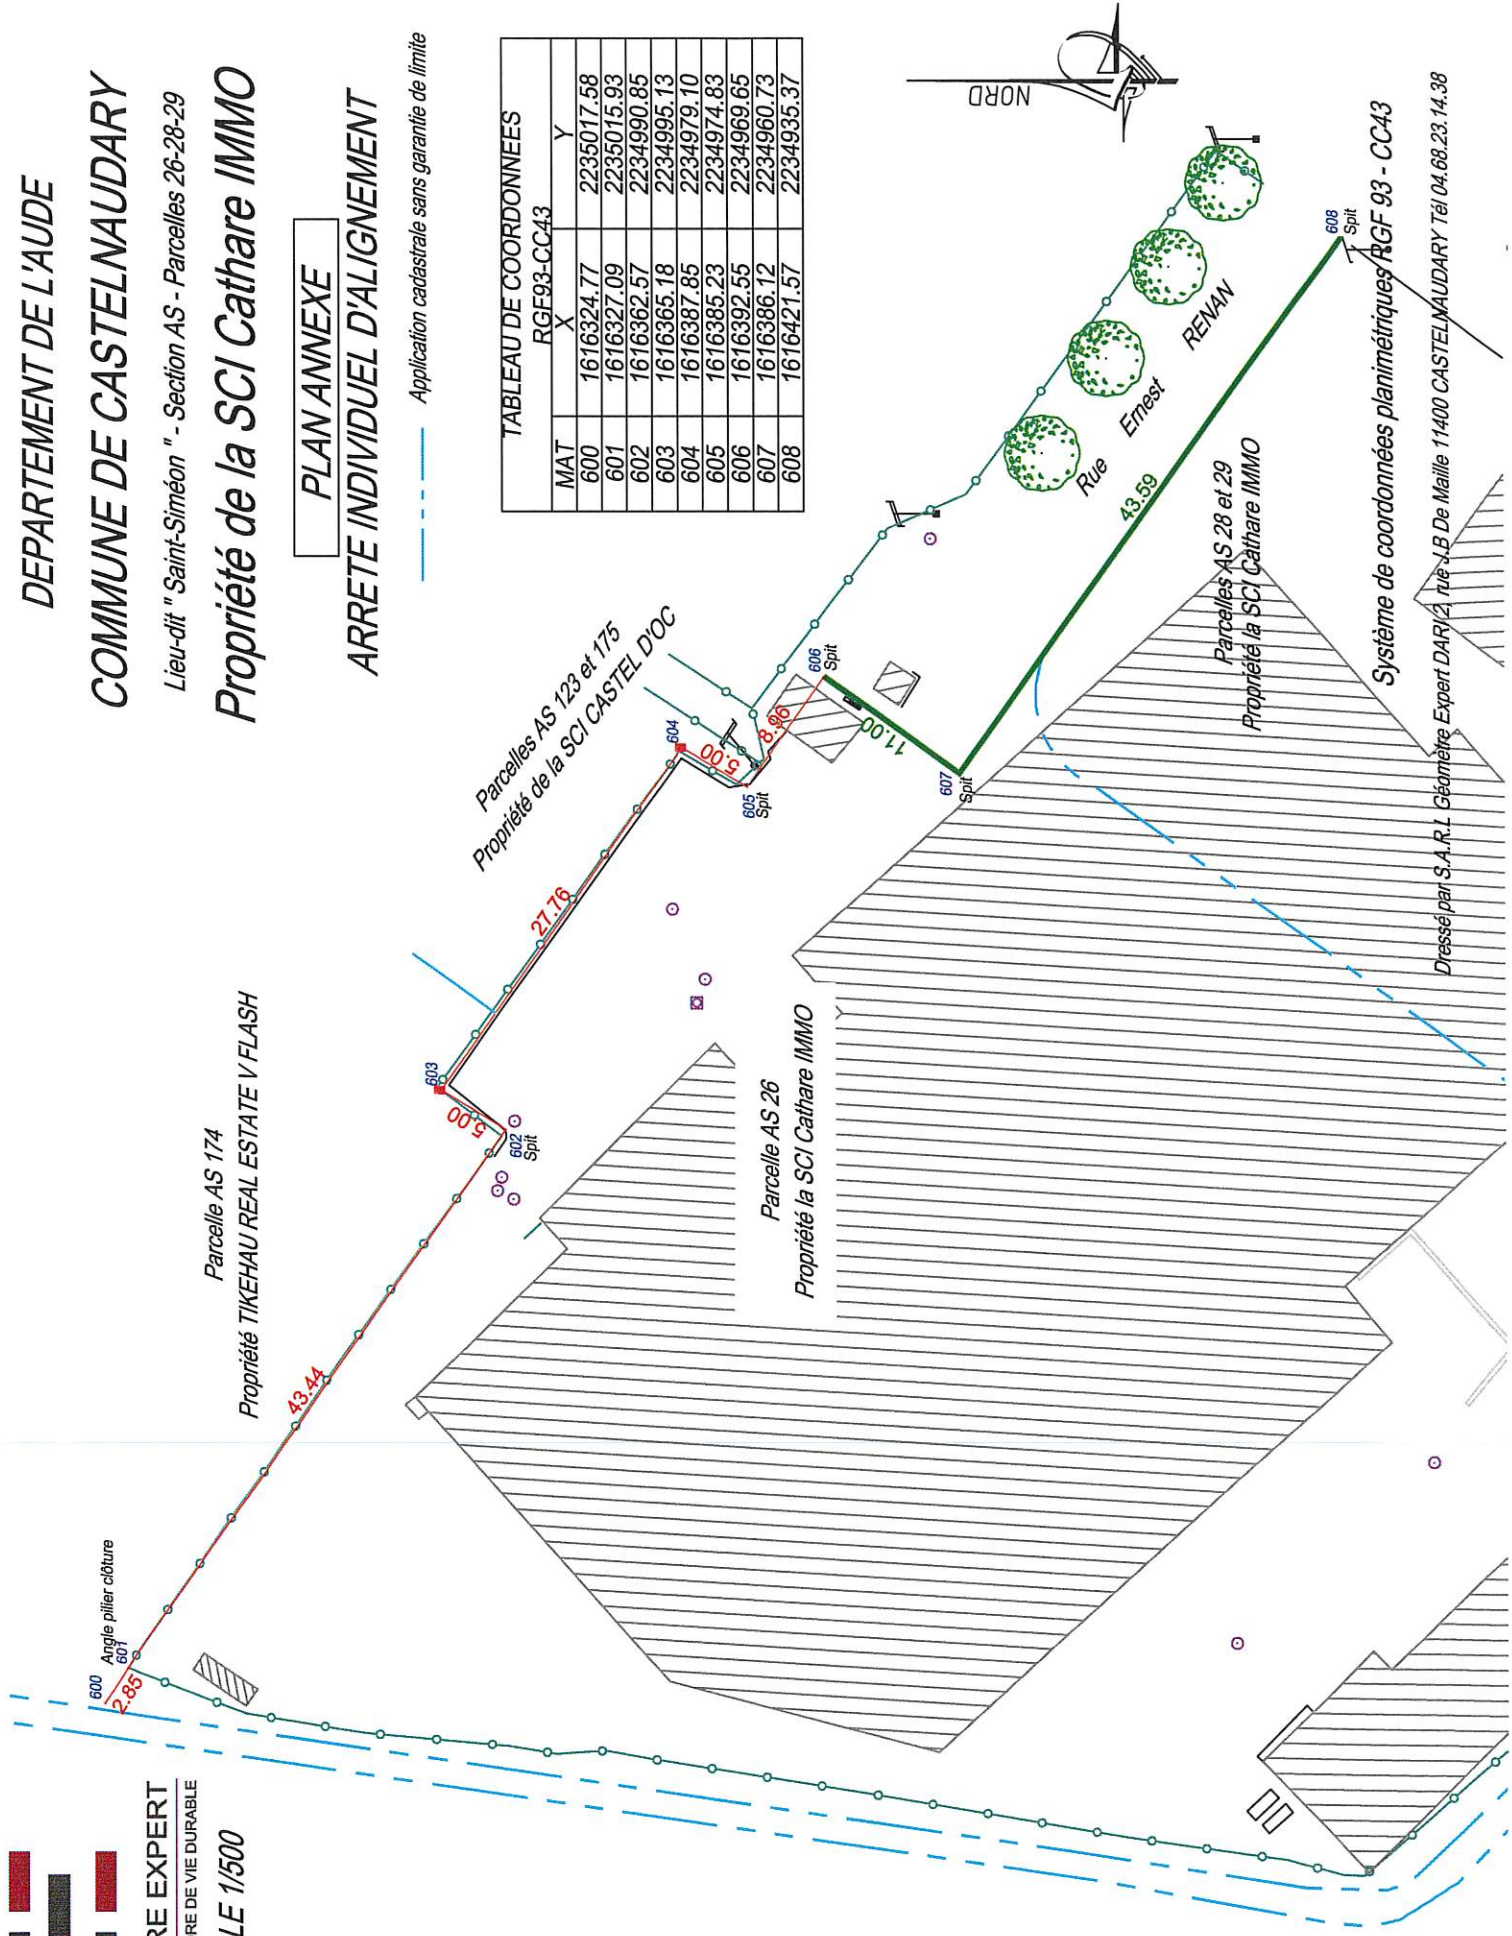 DEPARTEMENT DE L'AUDE
COMMUNE DE CASTELNAUDARY
Lieu-dit " Saint-Siméon " - Section AS - Parcelles 26-28-29
Propriété de la SCI Cathare IMMO
PLAN ANNEXE
ARRETE INDIVIDUEL D'ALIGNEMENT
Application cadastrale sans garantie de limite
TABLEAU DE COORDONNEES
RGF93-CC43
MAT X Y
600 1616324.77 2235017.58
601 1616327.09 2235015.93
602 1616362.57 2234990.85
603 1616365.18 2234995.13
604 1616387.85 2234979.10
605 1616385.23 2234974.83
606 1616392.55 2234969.65
607 1616386.12 2234960.73
608 1616421.57 2234935.37
NORD
RE EXPERT
RE DE VIE DURABLE
LE 1/500
600
2.85
Angle pilier clôture
601
43.44
Parcelle AS 174
Propriété TIKEHAU REAL ESTATE V FLASH
602
Spit
5.00
603
27.76
Parcelles AS 123 et 175
Propriété de la SCI CASTEL D'OC
604
5.00
605
Spit
8.96
606
Spit
11.00
607
Spit
43.59
608
Spit
Rue
Ernest
RENAN
Parcelle AS 26
Propriété la SCI Cathare IMMO
Parcelles AS 28 et 29
Propriété la SCI Cathare IMMO
Système de coordonnées planimétriques RGF 93 - CC43
Dressé par S.A.R.L Géomètre Expert DARI 2, rue J.B De Maille 11400 CASTELNAUDARY Tél 04.68.23.14.38